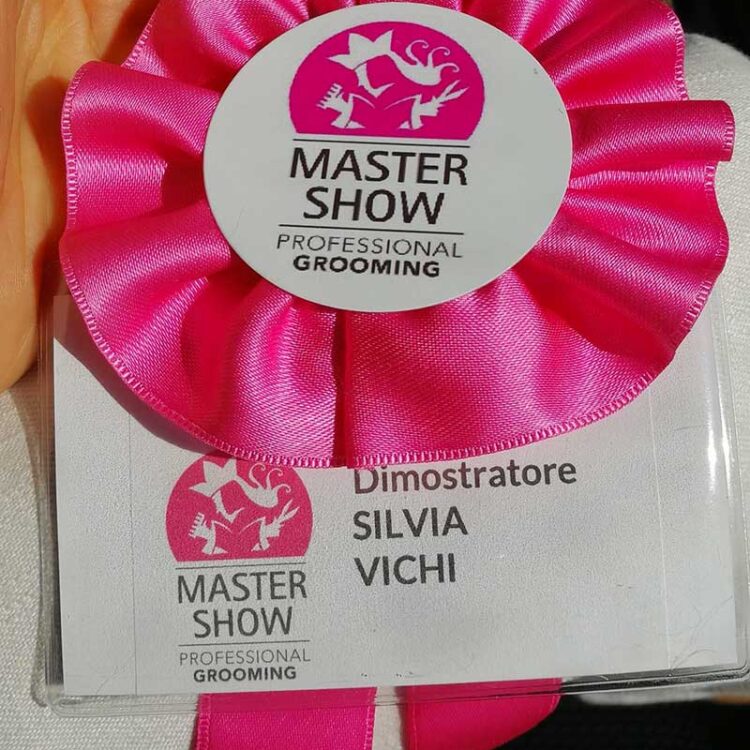 MASTER
SHOW
PROFESSIONAL
GROOMING
Dimostratore
SILVIA
VICHI
MASTER
SHOW
PROFESSIONAL
GROOMING